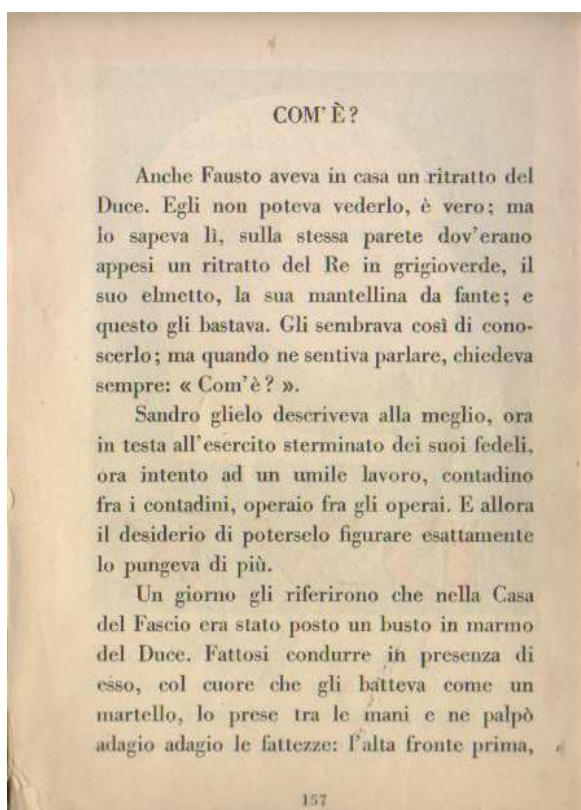 COM' È?
Anche Fausto aveva in casa un ritratto del
Duce. Egli non poteva vederlo, è vero; ma
lo sapeva lì, sulla stessa parete dov'erano
appesi un ritratto del Re in grigioverde, il
suo elmetto, la sua mantellina da fante; e
questo gli bastava. Gli sembrava così di cono-
scerlo; ma quando ne sentiva parlare, chiedeva
sempre: « Com'è? ».
Sandro glielo descriveva alla meglio, ora
in testa all'esercito sterminato dei suoi fedeli,
ora intento ad un umile lavoro, contadino
fra i contadini, operaio fra gli operai. E allora
il desiderio di poterselo figurare esattamente
lo pungeva di più.
Un giorno gli riferirono che nella Casa
del Fascio era stato posto un busto in marmo
del Duce. Fattosi condurre in presenza di
esso, col cuore che gli batteva come un
martello, lo prese tra le mani e ne palpò
adagio adagio le fattezze: l'alta fronte prima,
157